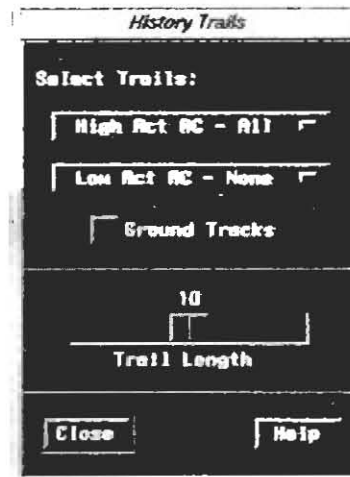 History Trails
Select Trails:
High Act AC - All
Low Act AC - None
Ground Tracks
10
Trail Length
Close Help